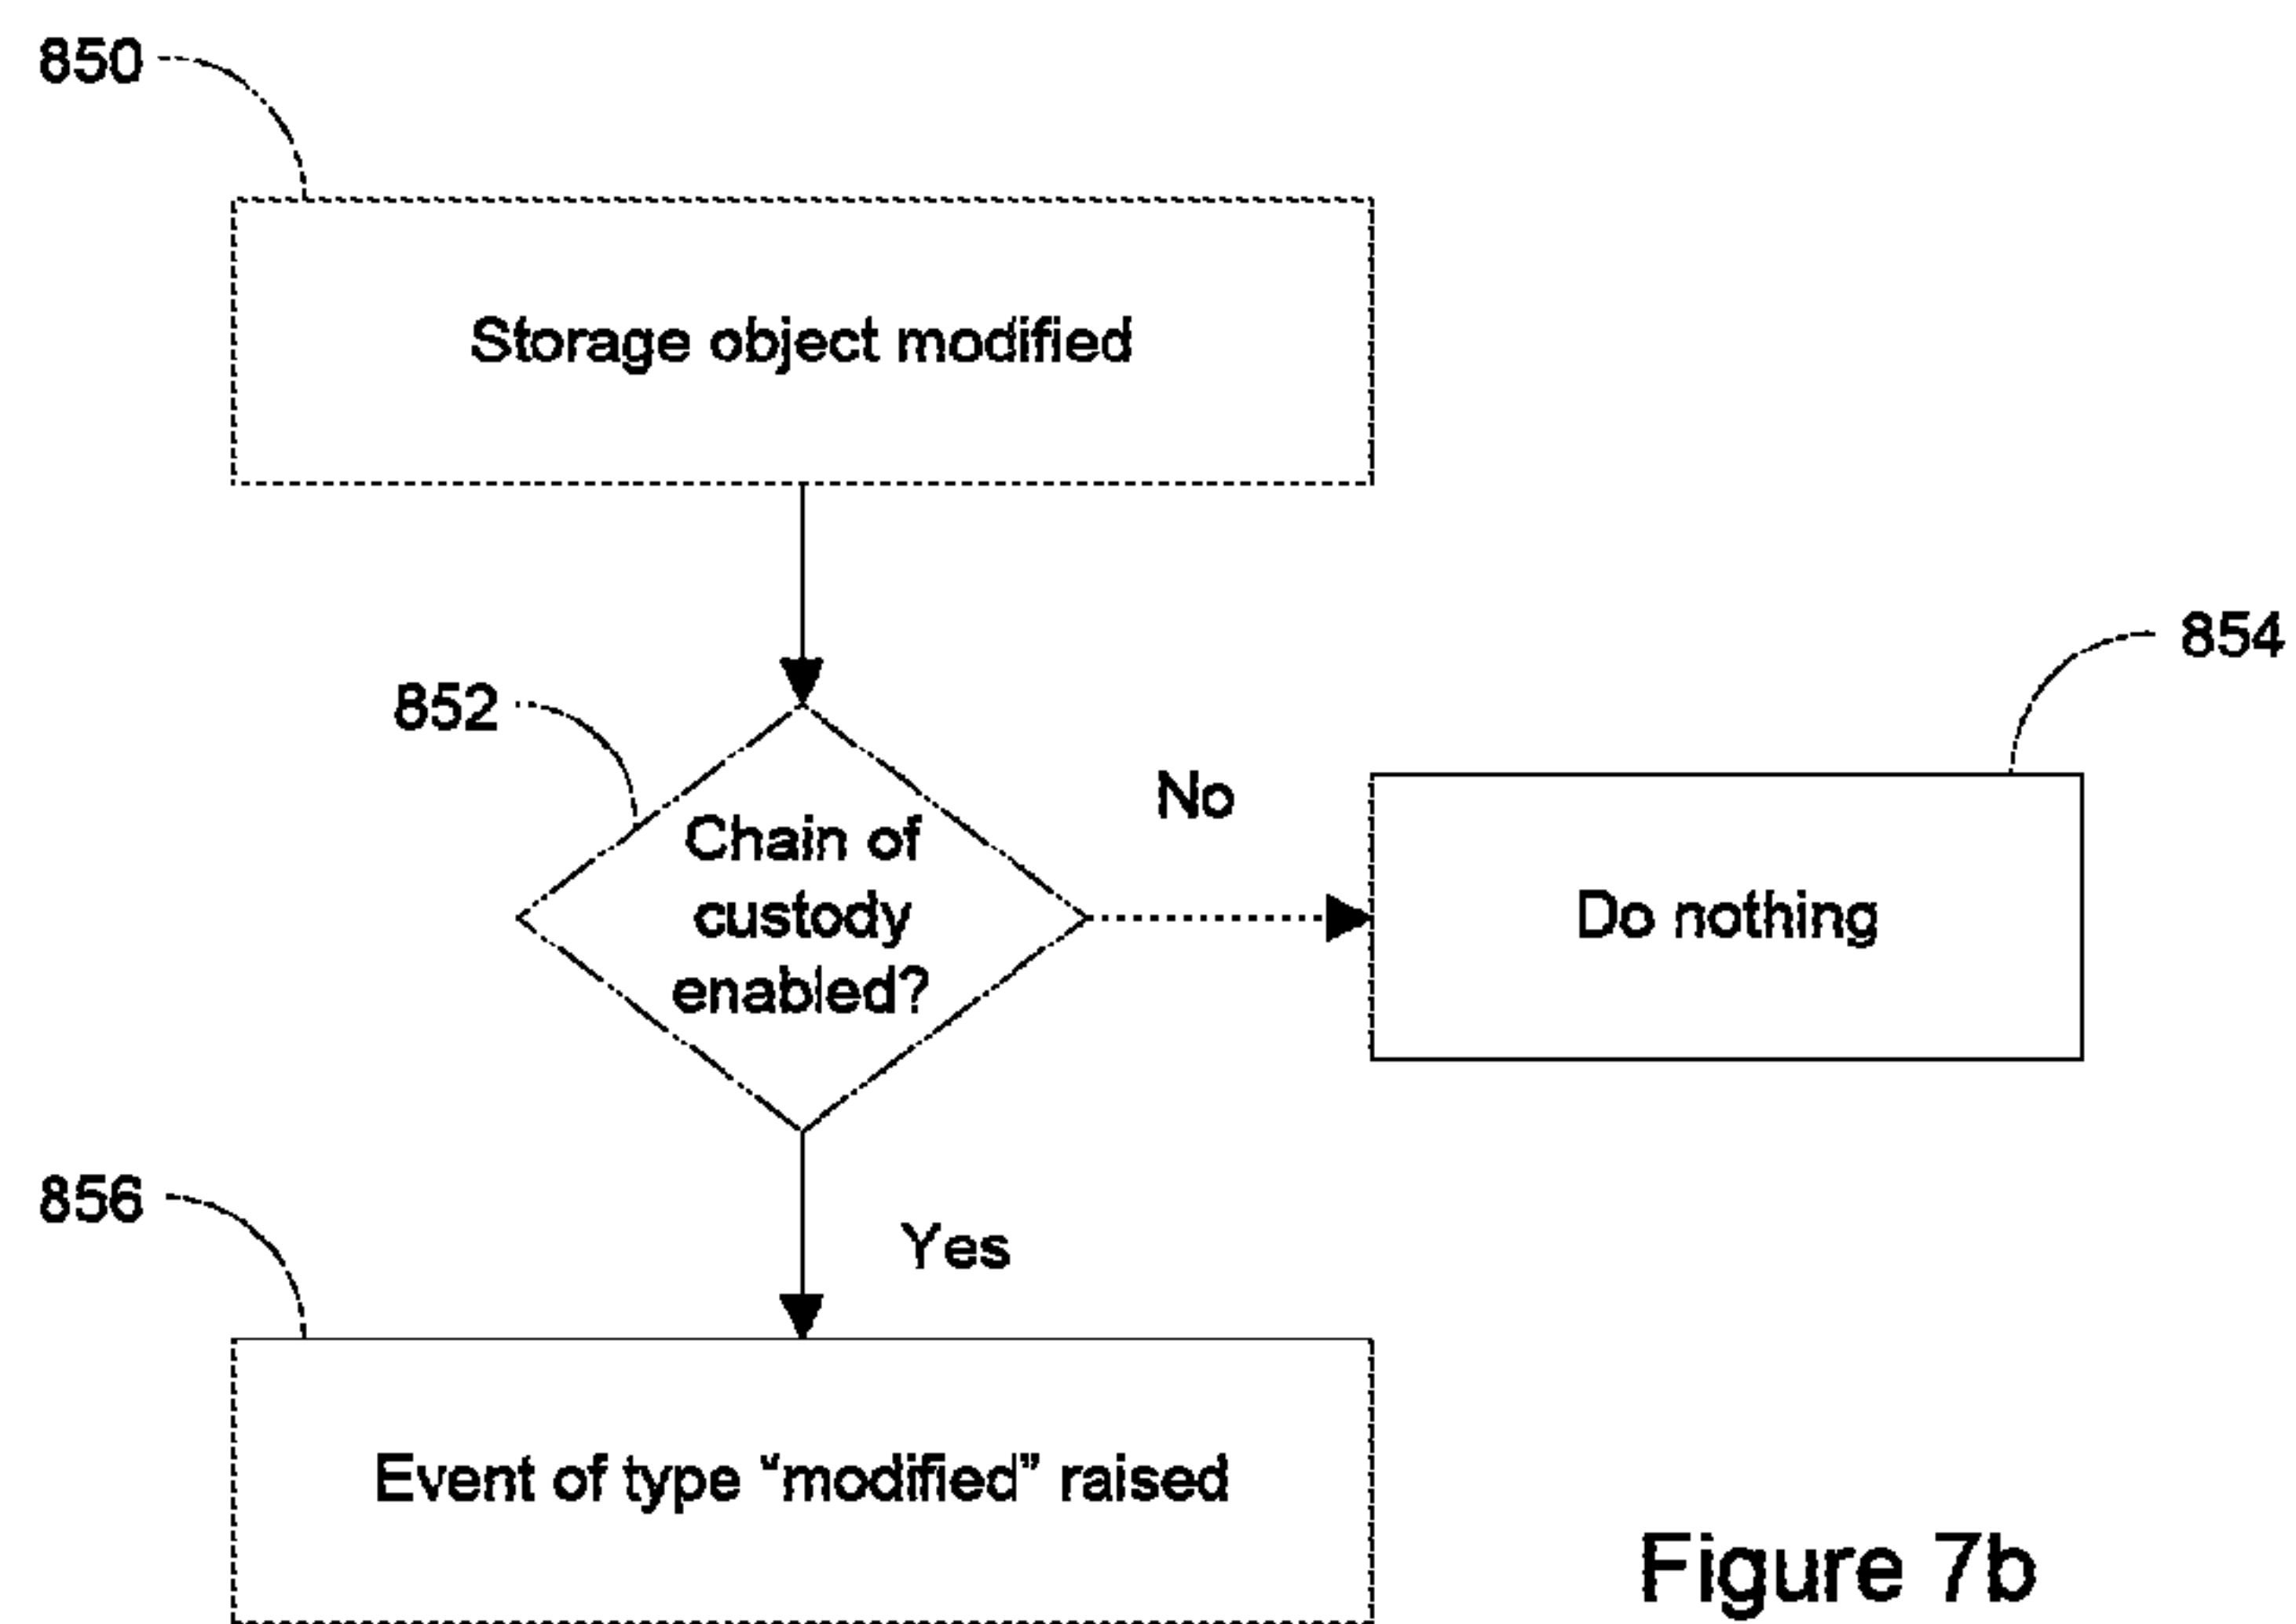 850
Storage object modified
854
852
No
Chain of
custody
enabled?
Do nothing
856
Yes
Event of type “modified” raised
Figure 7b